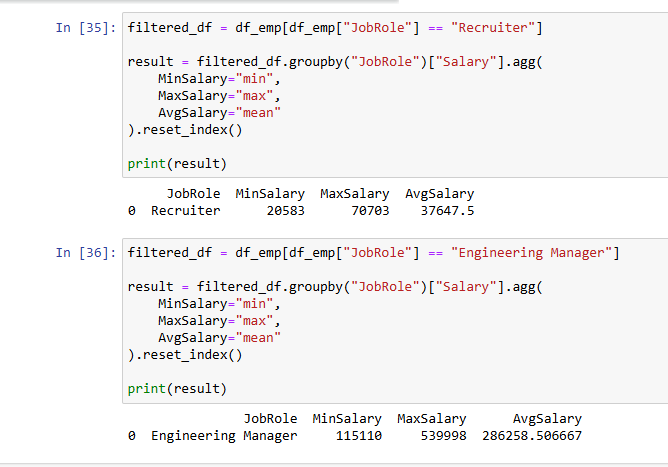 In [35]: filtered_df = df_emp[df_emp["JobRole"] == "Recruiter"]
result = filtered_df.groupby("JobRole")["Salary"].agg(
    MinSalary="min",
    MaxSalary="max",
    AvgSalary="mean"
).reset_index()
print(result)
     JobRole  MinSalary  MaxSalary  AvgSalary
0  Recruiter      20583      70703    37647.5
In [36]: filtered_df = df_emp[df_emp["JobRole"] == "Engineering Manager"]
result = filtered_df.groupby("JobRole")["Salary"].agg(
    MinSalary="min",
    MaxSalary="max",
    AvgSalary="mean"
).reset_index()
print(result)
               JobRole  MinSalary  MaxSalary      AvgSalary
0  Engineering Manager     115110     539998  286258.506667